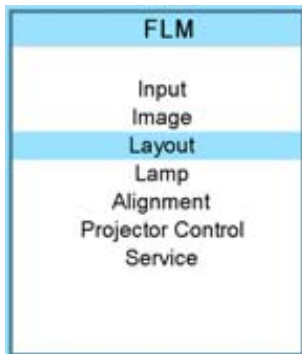 FLM
Input
Image
Layout
Lamp
Alignment
Projector Control
Service